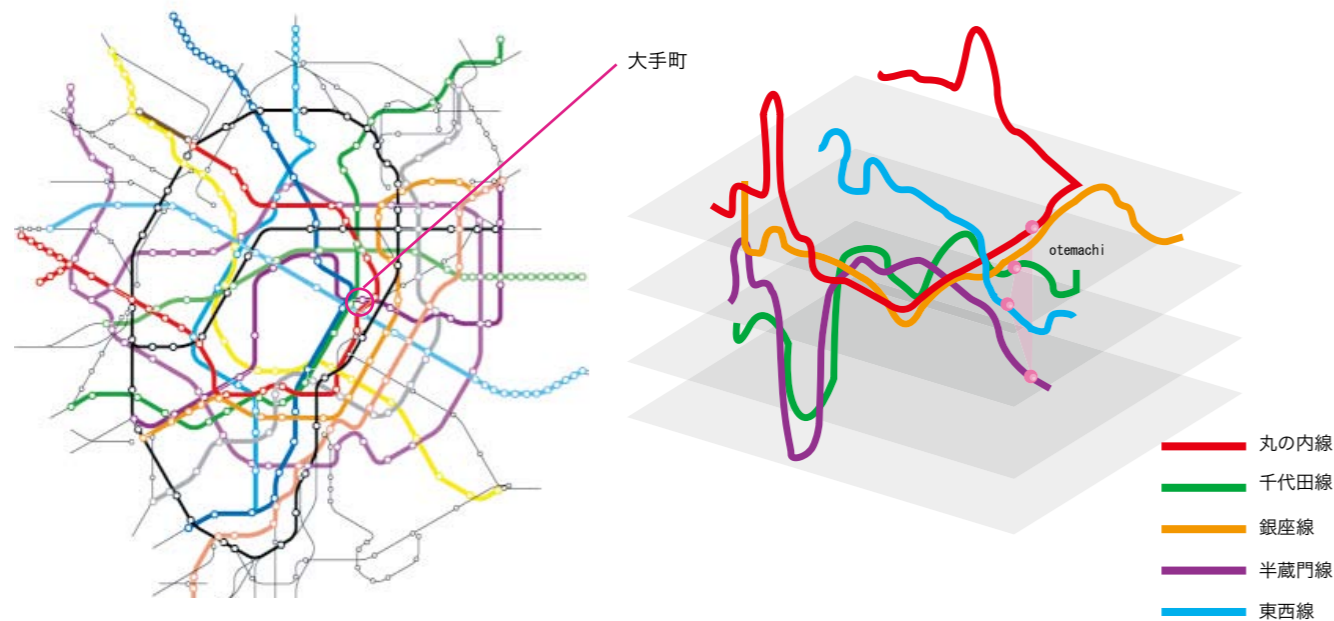 大手町
otemachi
丸の内線
千代田線
銀座線
半蔵門線
東西線